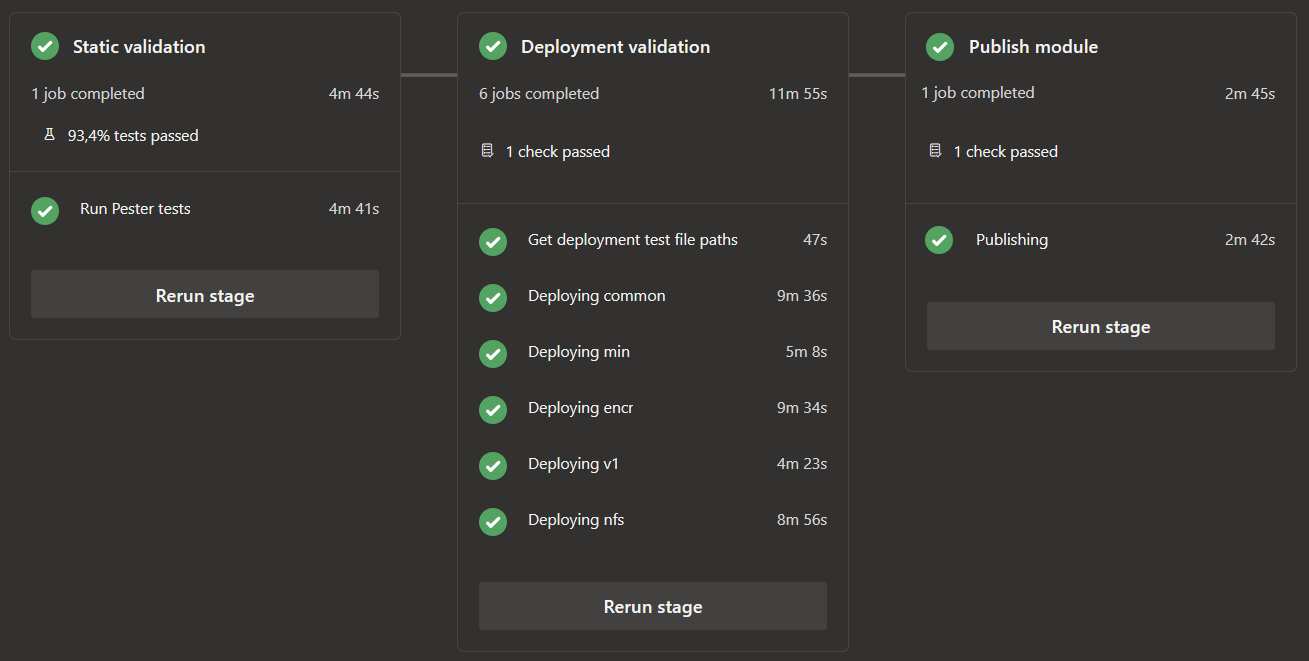 Static validation
1 job completed 4m 44s
93,4% tests passed
Run Pester tests 4m 41s
Rerun stage
Deployment validation
6 jobs completed 11m 55s
1 check passed
Get deployment test file paths 47s
Deploying common 9m 36s
Deploying min 5m 8s
Deploying encr 9m 34s
Deploying v1 4m 23s
Deploying nfs 8m 56s
Rerun stage
Publish module
1 job completed 2m 45s
1 check passed
Publishing 2m 42s
Rerun stage